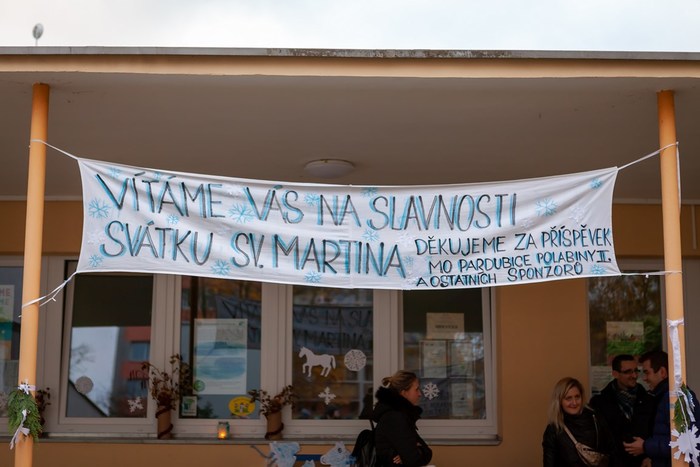 VÍTÁME VÁS NA SLAVNOSTI
SVÁTKU SV. MARTINA
DĚKUJEME ZA PŘÍSPĚVEK
MO PARDUBICE POLABINY II,
A OSTATNÍCH SPONZORŮ